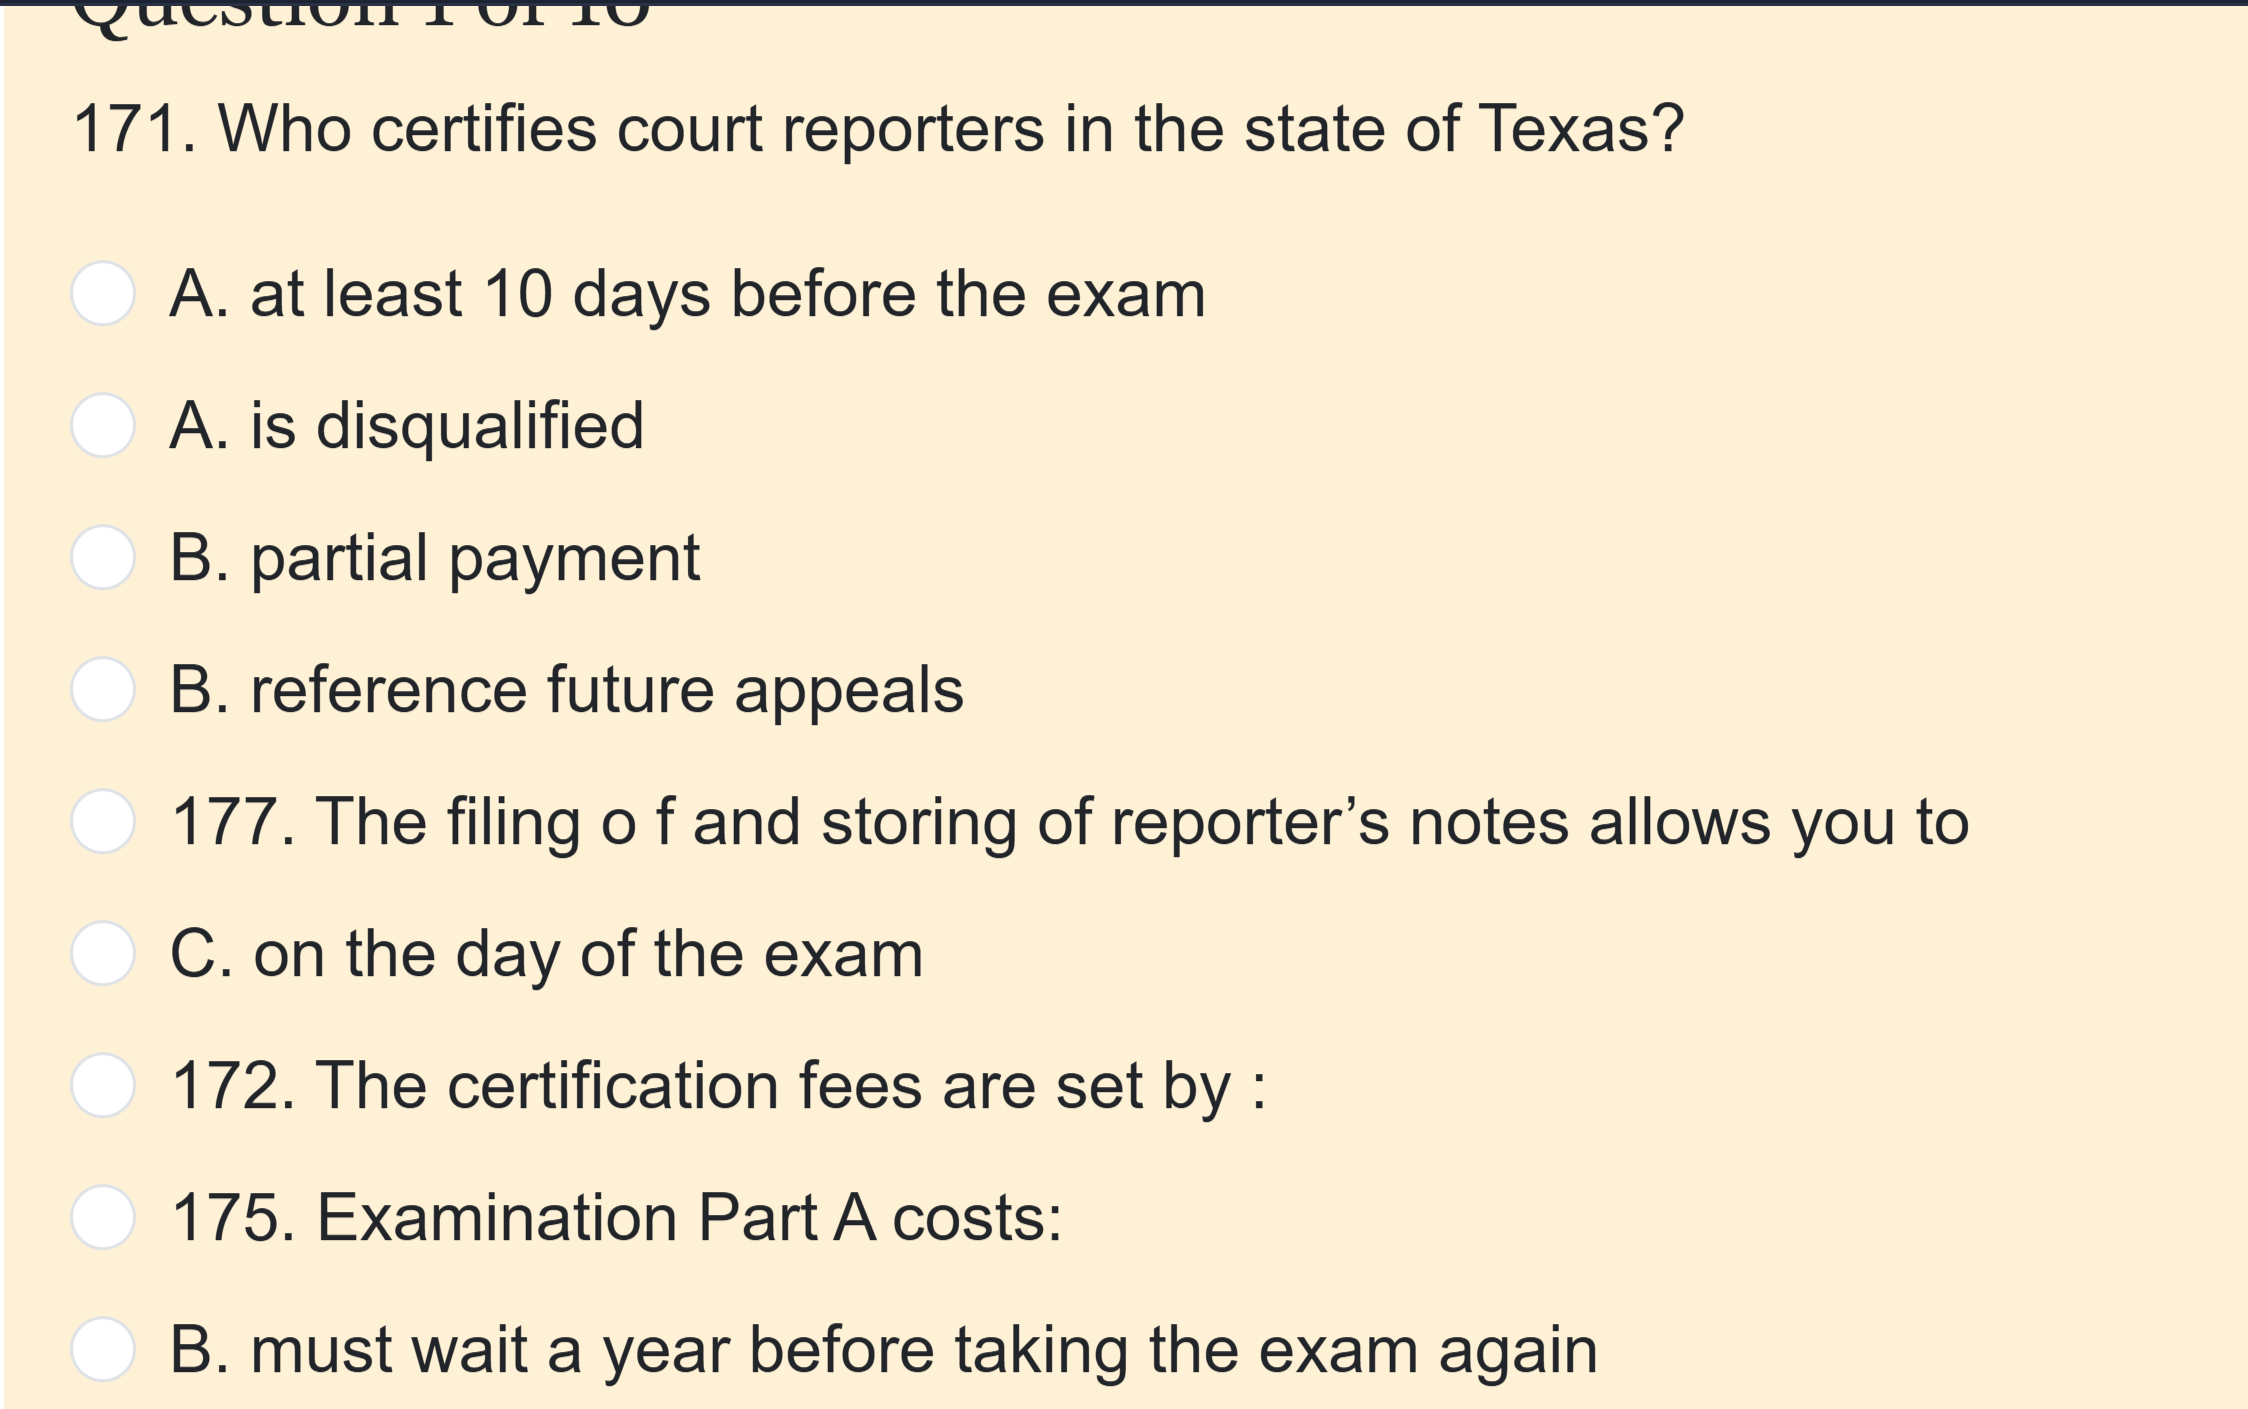 Question 1 of 18
171. Who certifies court reporters in the state of Texas?
A. at least 10 days before the exam
A. is disqualified
B. partial payment
B. reference future appeals
177. The filing o f and storing of reporter’s notes allows you to
C. on the day of the exam
172. The certification fees are set by :
175. Examination Part A costs:
B. must wait a year before taking the exam again